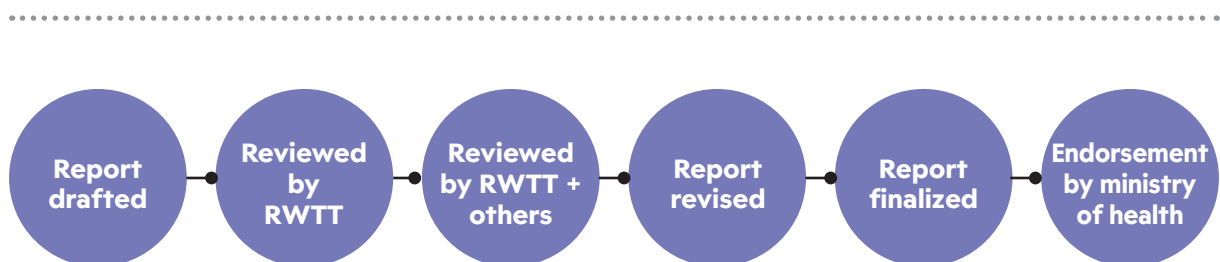 Report
drafted
Reviewed
by
RWTT
Reviewed
by RWTT +
others
Report
revised
Report
finalized
Endorsement
by ministry
of health